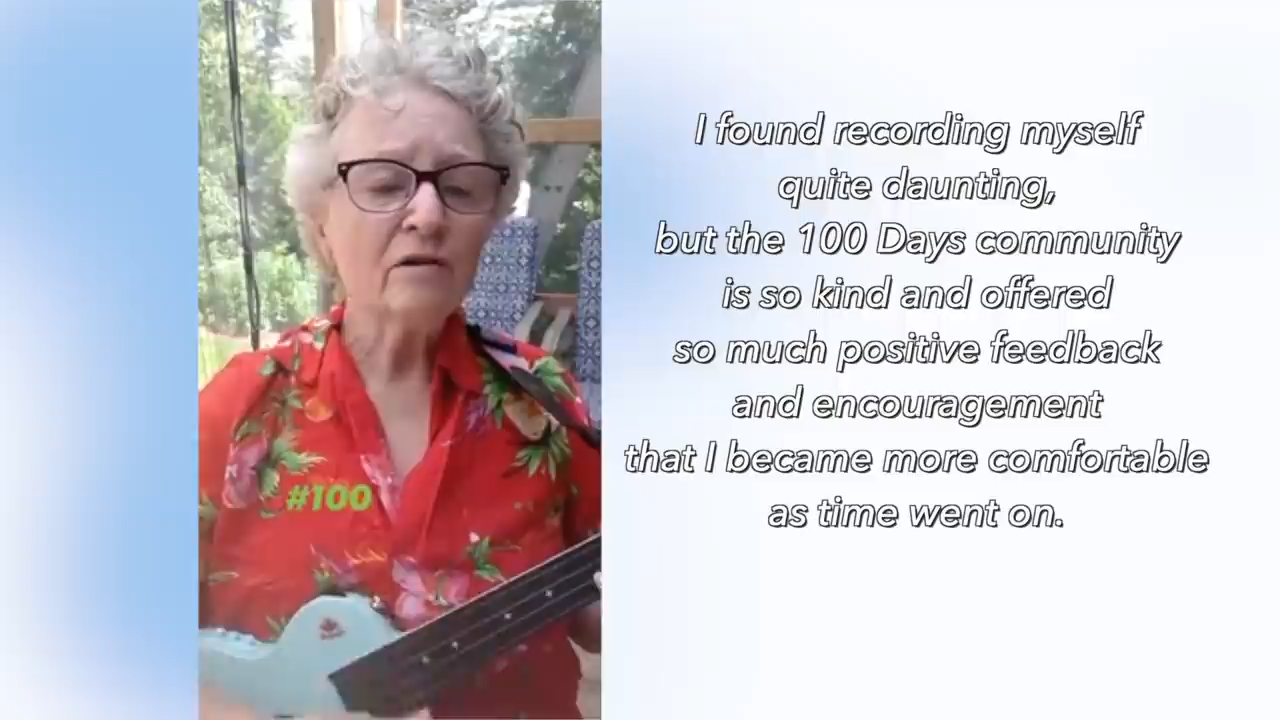 I found recording myself
quite daunting,
but the 100 Days community
is so kind and offered
so much positive feedback
and encouragement
that I became more comfortable
as time went on.
#100